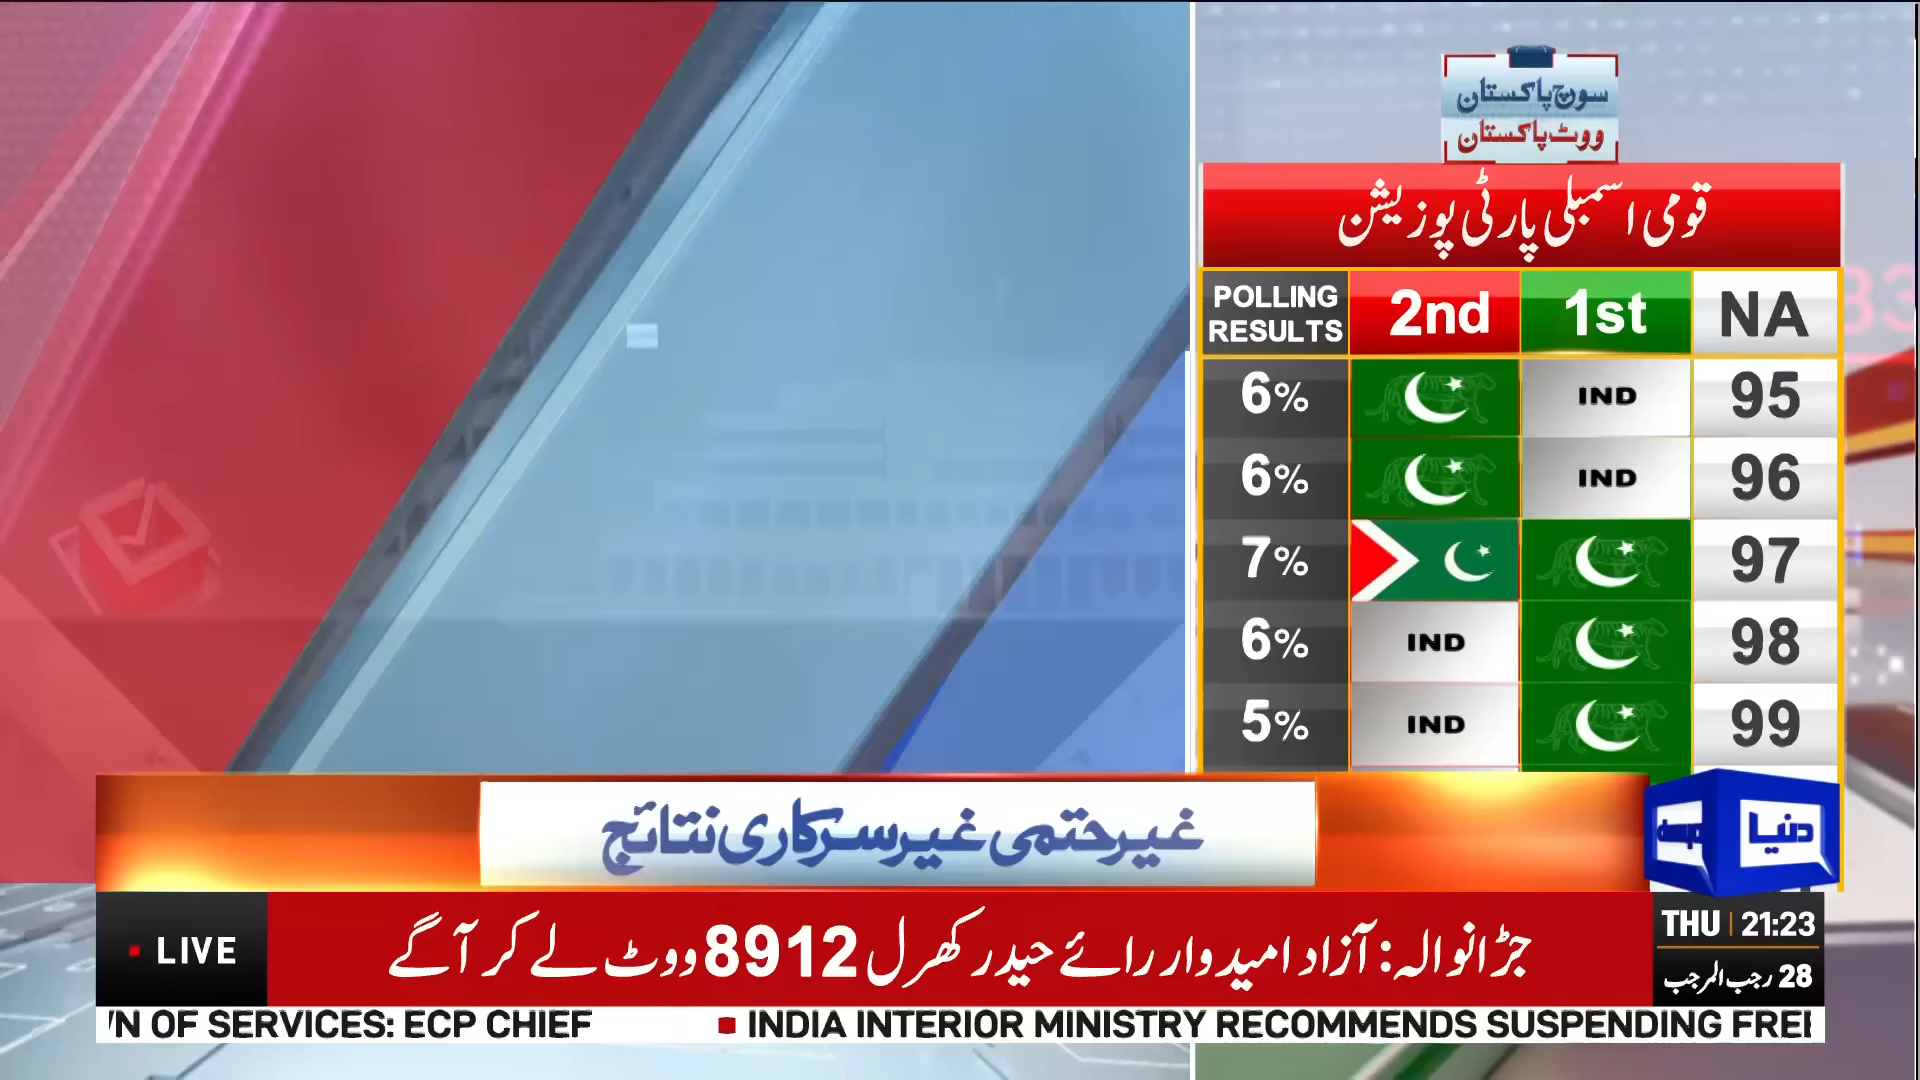 سوچ پاکستان
ووٹ پاکستان
قومی اسمبلی پارٹی پوزیشن
POLLING RESULTS 2nd 1st NA
6% IND 95
6% IND 96
7% 97
6% IND 98
5% IND 99
غیر حتمی غیر سرکاری نتائج
دنیا
LIVE
جڑانوالہ: آزاد امیدوار رائے حیدر کھرل 8912 ووٹ لے کر آگے
THU 21:23
28 رجب المرجب
N OF SERVICES: ECP CHIEF
INDIA INTERIOR MINISTRY RECOMMENDS SUSPENDING FREE